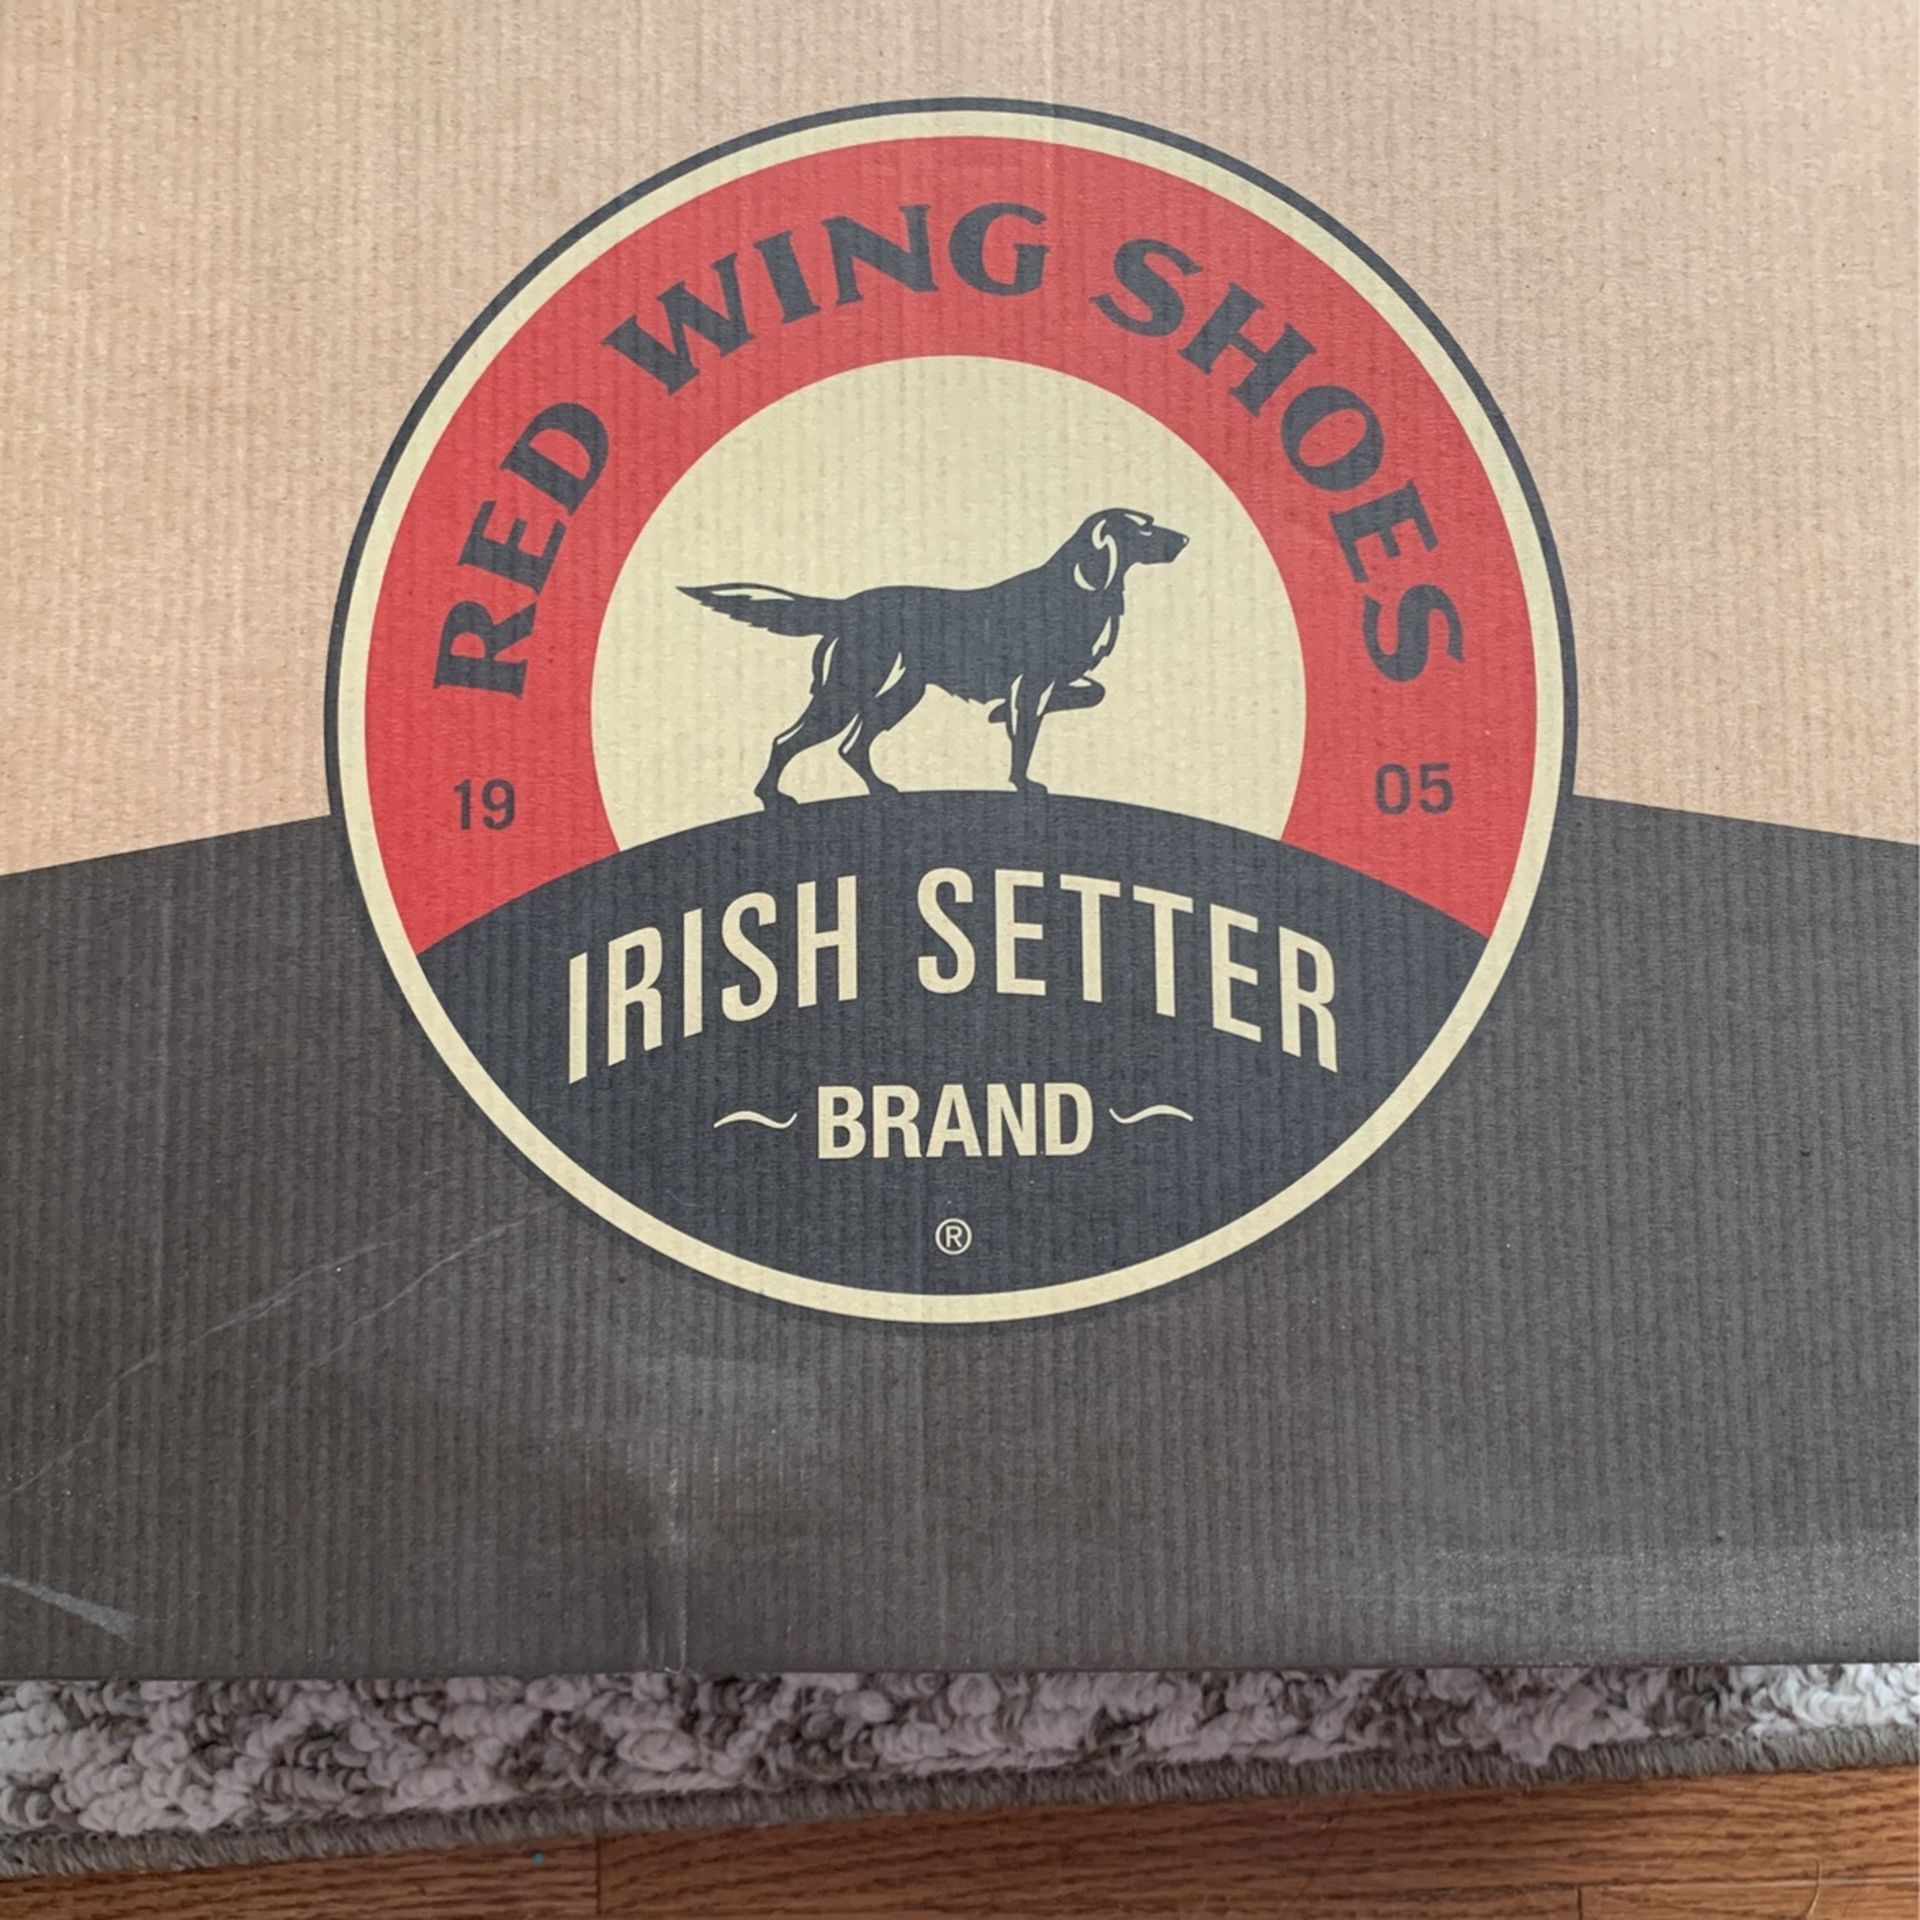 RED WING SHOES
19 05
IRISH SETTER
~BRAND~
®